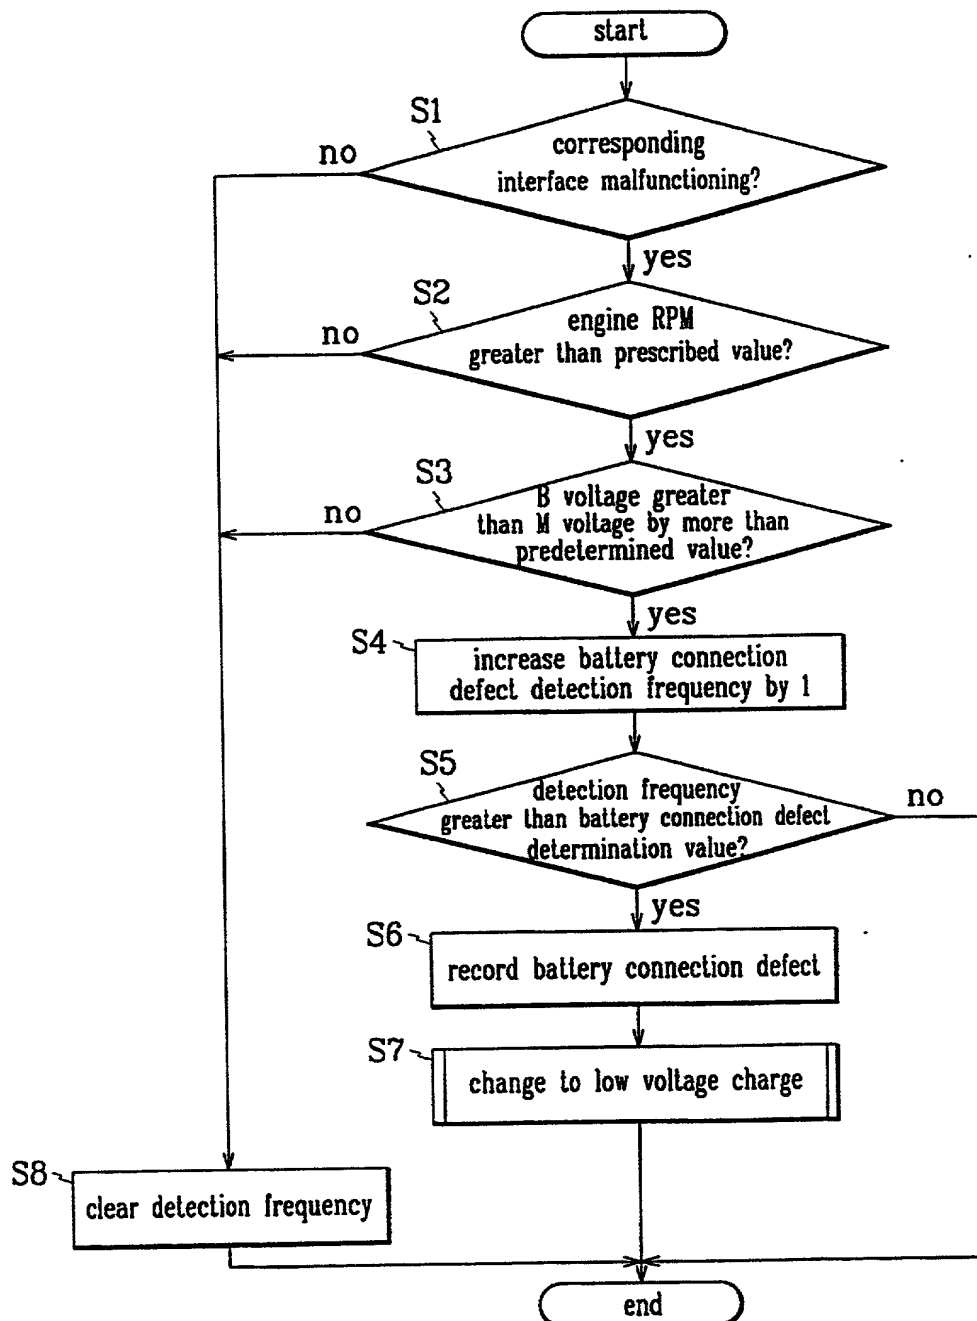 start
S1
no
corresponding
interface malfunctioning?
yes
S2
no
engine RPM
greater than prescribed value?
yes
S3
no
B voltage greater
than M voltage by more than
predetermined value?
yes
S4
increase battery connection
defect detection frequency by 1
S5
no
detection frequency
greater than battery connection defect
determination value?
yes
S6
record battery connection defect
S7
change to low voltage charge
S8
clear detection frequency
end